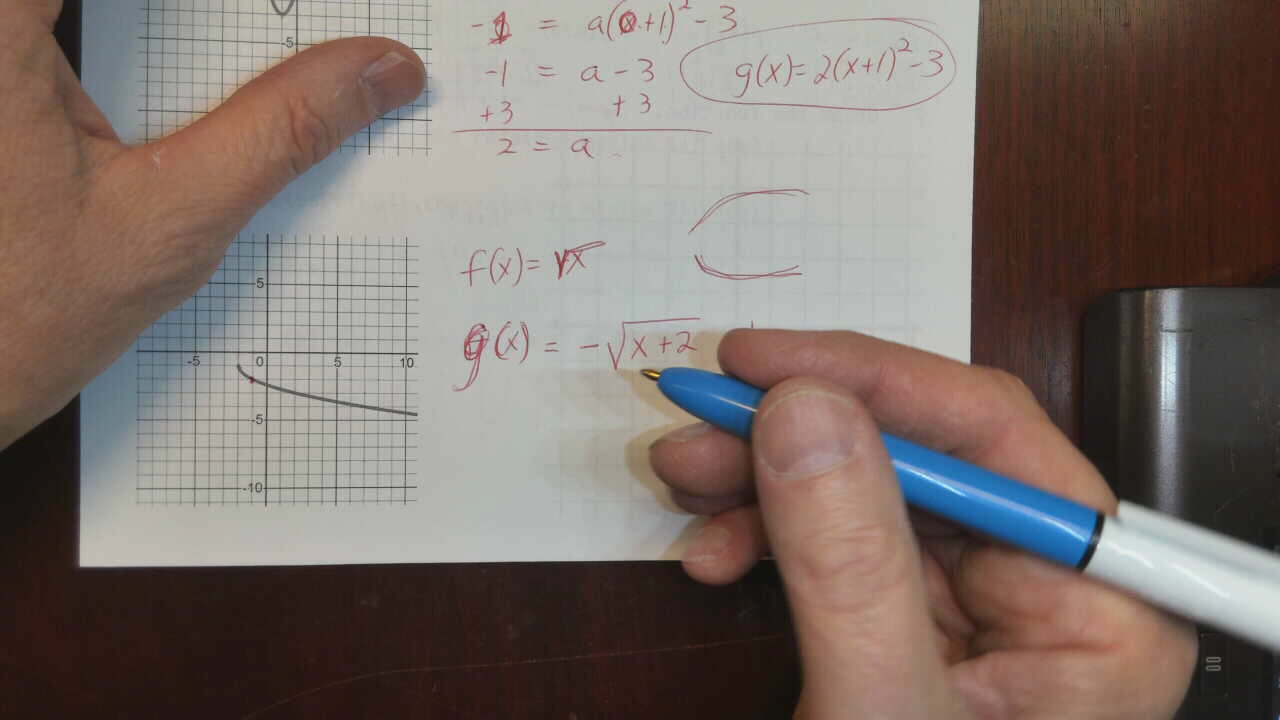 -5
-1 = a(0+1)² - 3
-1 = a - 3
+3 +3
2 = a
g(x) = 2(x+1)² - 3
f(x) = √x
g(x) = -√x+2
5
-5 0 5 10
-5
-10